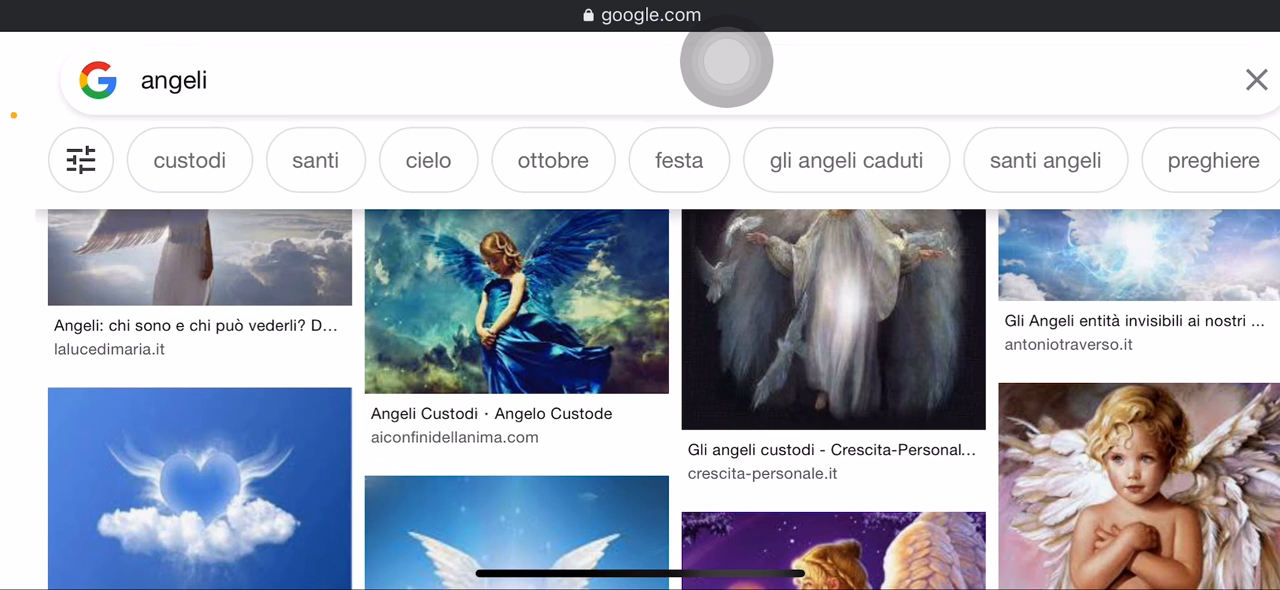 google.com
angeli
custodi
santi
cielo
ottobre
festa
gli angeli caduti
santi angeli
preghiere
Angeli: chi sono e chi può vederli? D...
lalucedimaria.it
Angeli Custodi · Angelo Custode
aiconfinidellanima.com
Gli angeli custodi - Crescita-Personal...
crescita-personale.it
Gli Angeli entità invisibili ai nostri ...
antoniotraverso.it